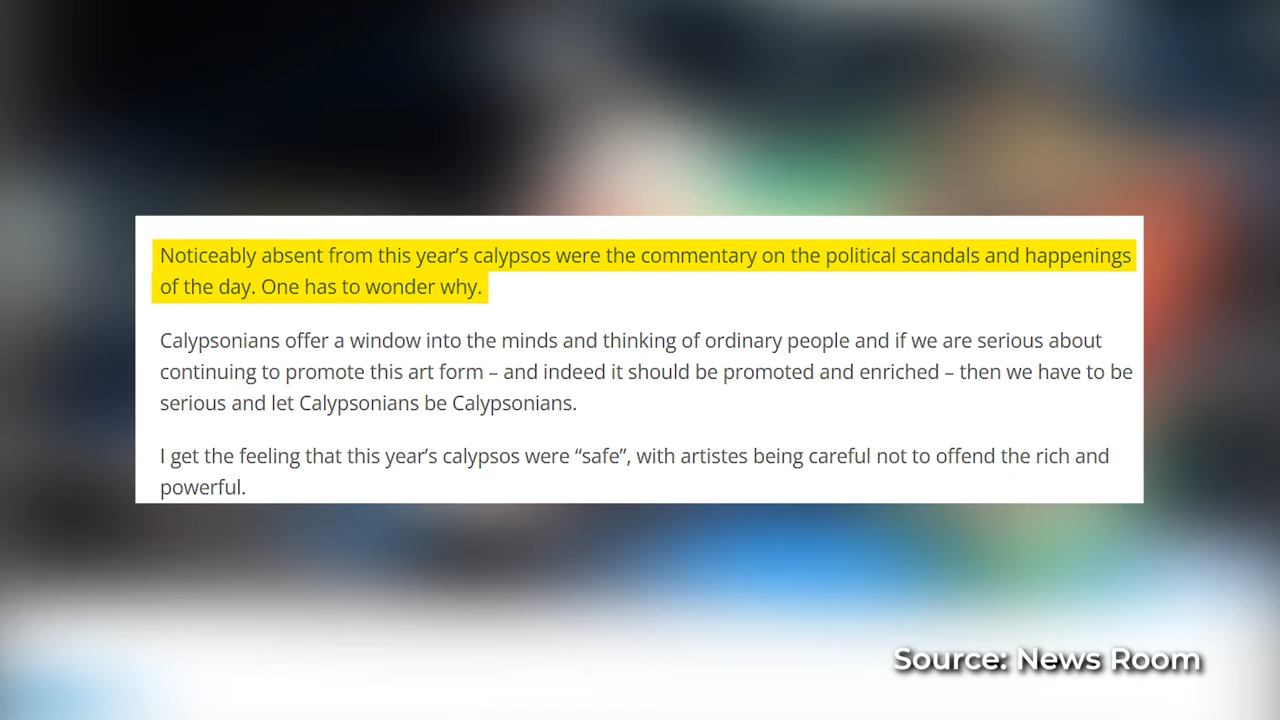 Noticeably absent from this year’s calypsos were the commentary on the political scandals and happenings
of the day. One has to wonder why.
Calypsonians offer a window into the minds and thinking of ordinary people and if we are serious about
continuing to promote this art form – and indeed it should be promoted and enriched – then we have to be
serious and let Calypsonians be Calypsonians.
I get the feeling that this year’s calypsos were “safe”, with artistes being careful not to offend the rich and
powerful.
Source: News Room